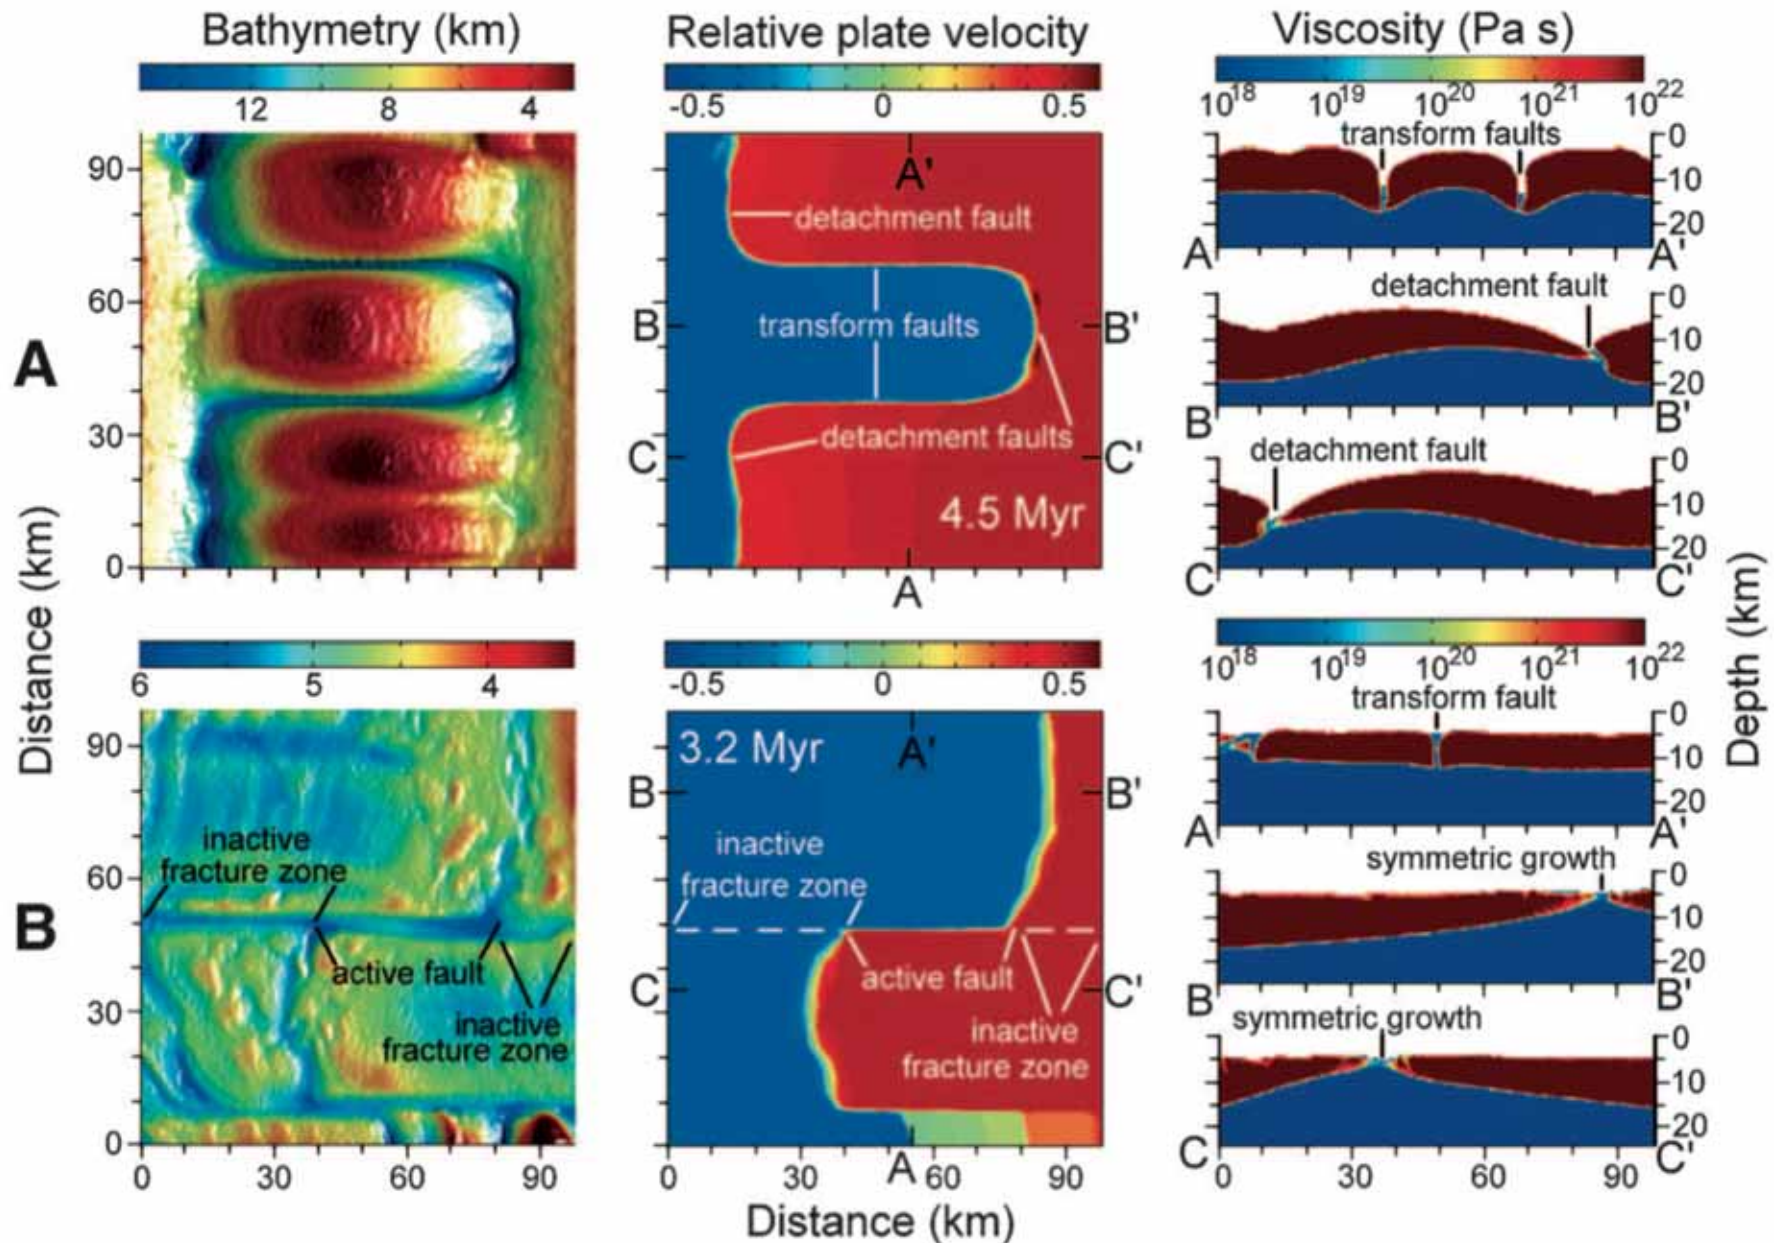 Bathymetry (km)
Relative plate velocity
Viscosity (Pa s)
12 8 4
-0.5 0 0.5
10^18 10^19 10^20 10^21 10^22
A
Distance (km)
90
60
30
0
A'
detachment fault
B
transform faults
B'
C
detachment faults
C'
4.5 Myr
A
transform faults
0
10
20
A A'
detachment fault
0
10
20
B B'
detachment fault
0
10
20
C C'
Depth (km)
B
6 5 4
-0.5 0 0.5
10^18 10^19 10^20 10^21 10^22
90
60
30
0
inactive
fracture zone
active fault
inactive
fracture zone
0 30 60 90
3.2 Myr
A'
B
B'
inactive
fracture zone
C
active fault
C'
inactive
fracture zone
A
0 30 60 90
Distance (km)
transform fault
0
10
20
A A'
symmetric growth
0
10
20
B B'
symmetric growth
0
10
20
C C'
0 30 60 90